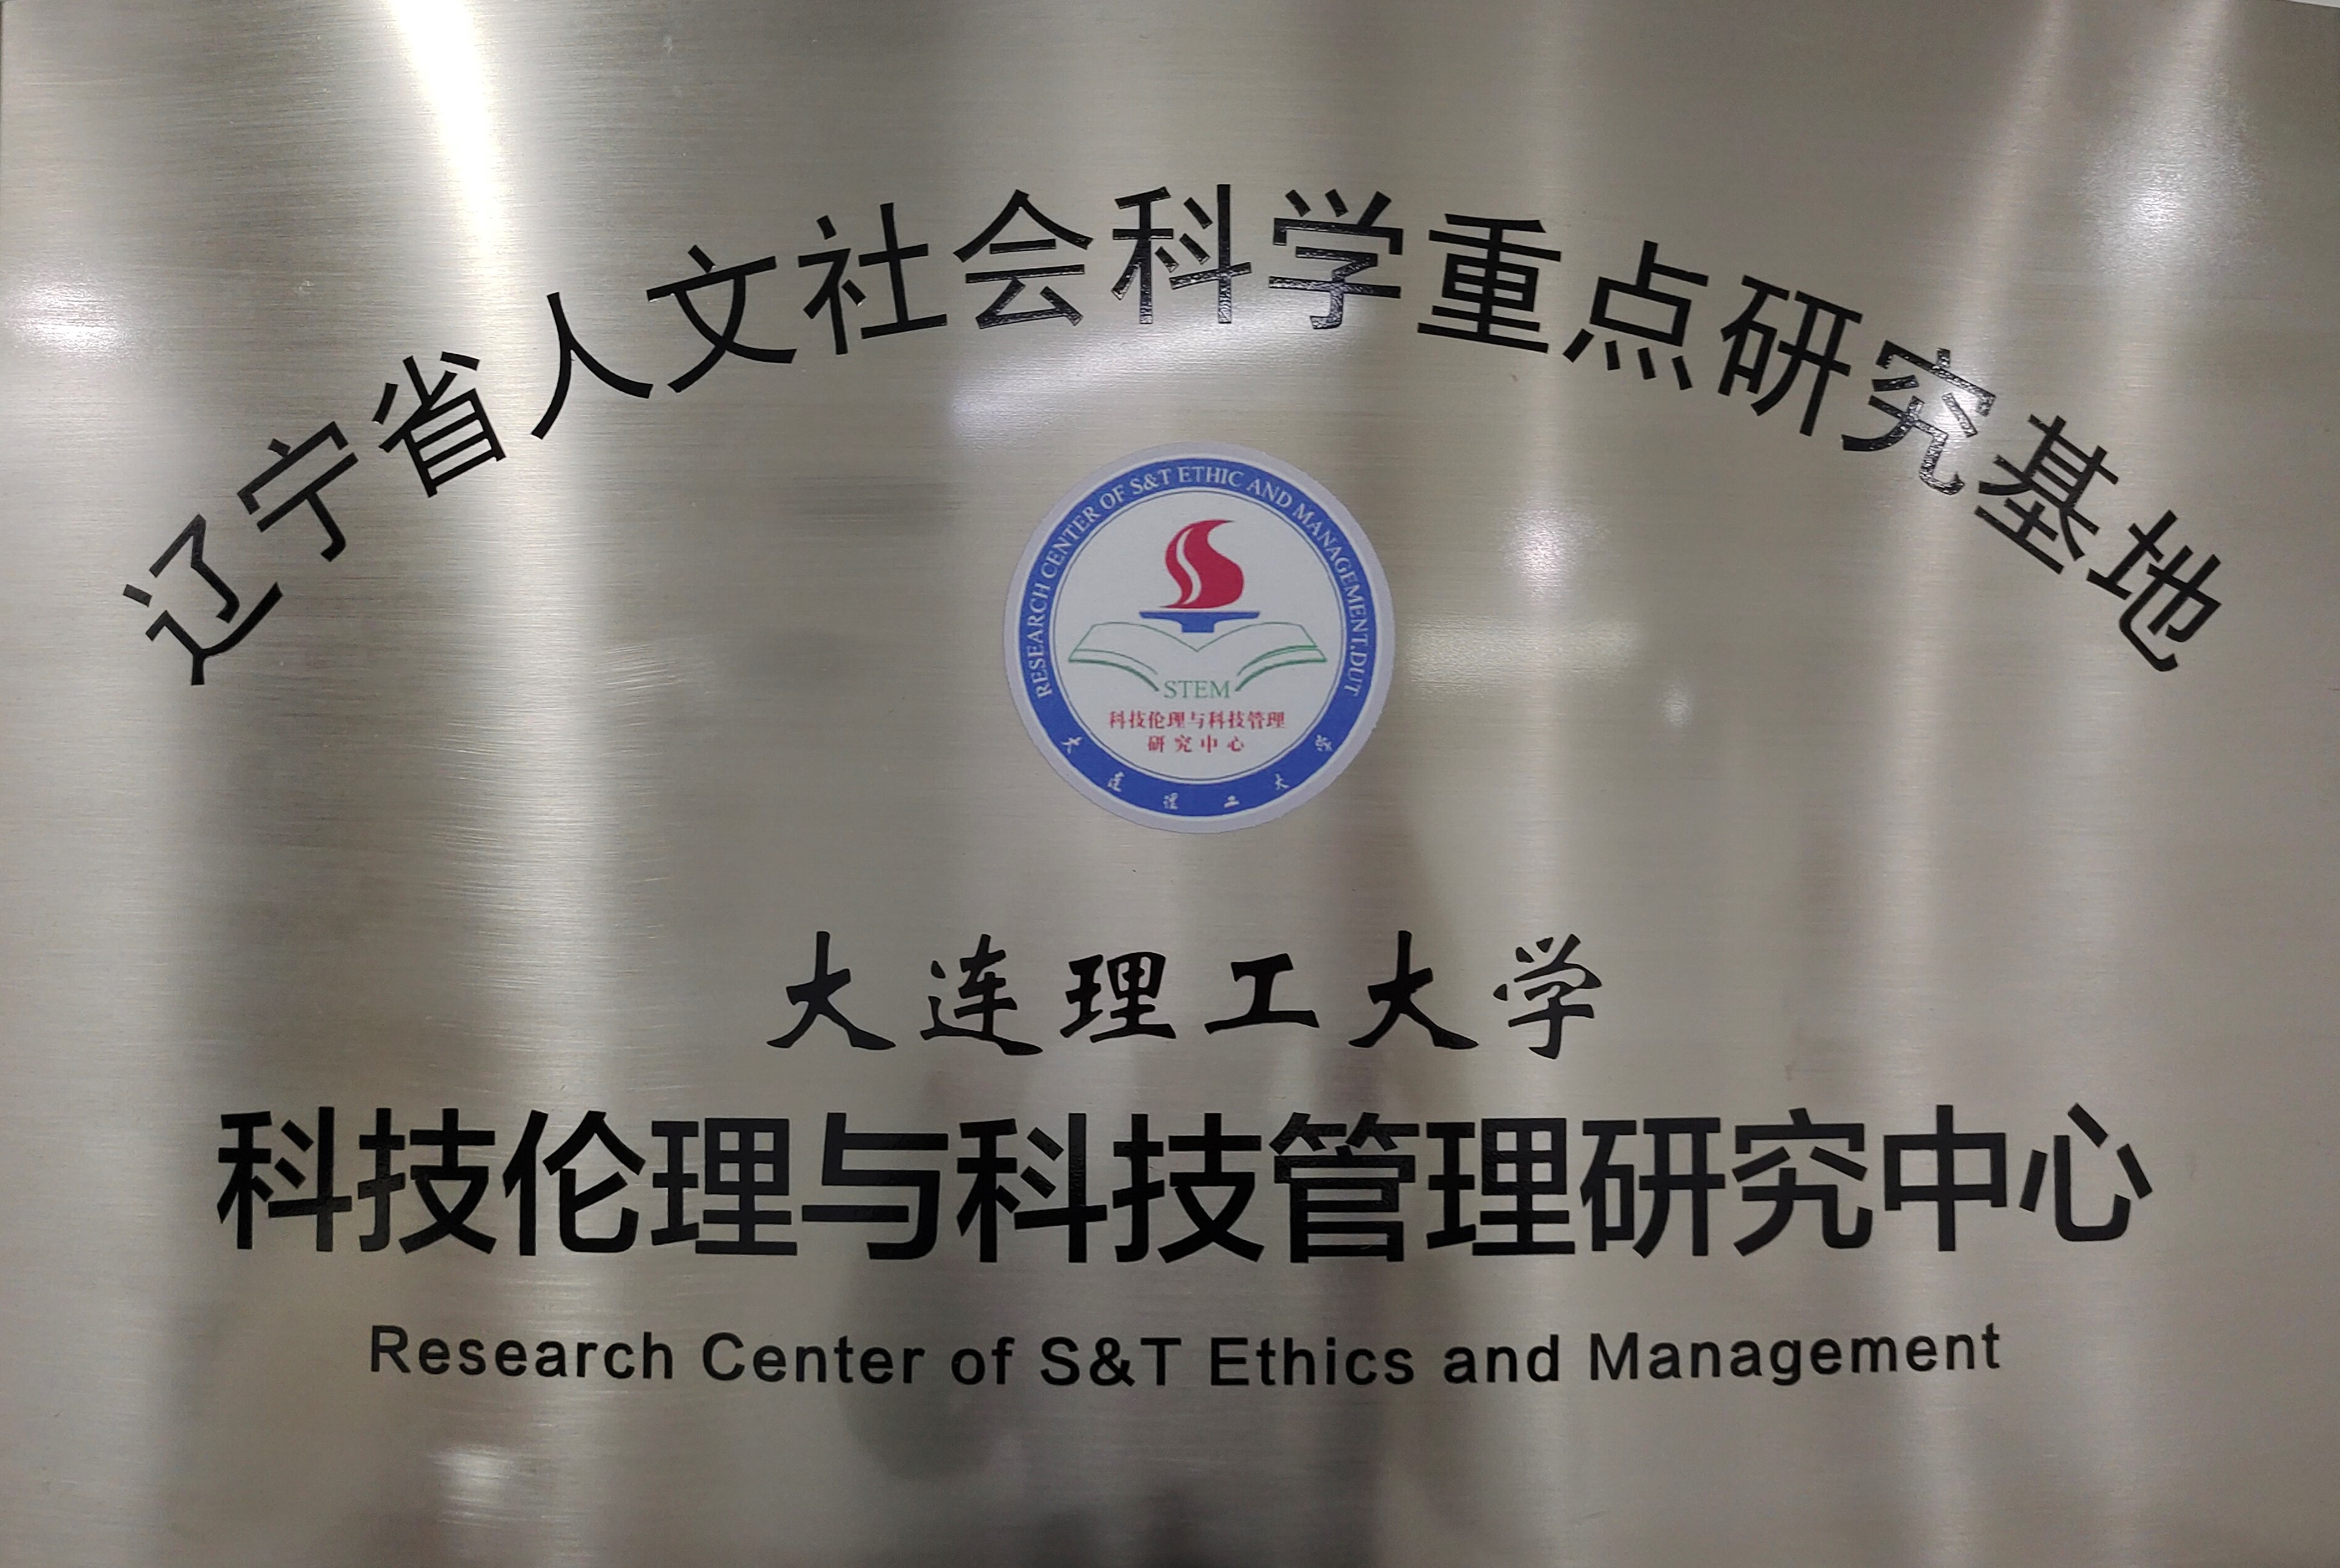 辽宁省人文社会科学重点研究基地
RESEARCH CENTER OF S&T ETHIC AND MANAGEMENT.DUT
STEM
科技伦理与科技管理
研究中心
大连理工大学
大连理工大学
科技伦理与科技管理研究中心
Research Center of S&T Ethics and Management